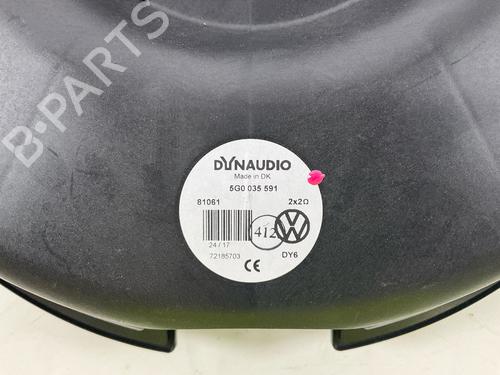 B-PARTS
DYNAUDIO
Made in DK
5G0 035 591
81061
2x2Ω
412
24 / 17
72185703
DY6
CE